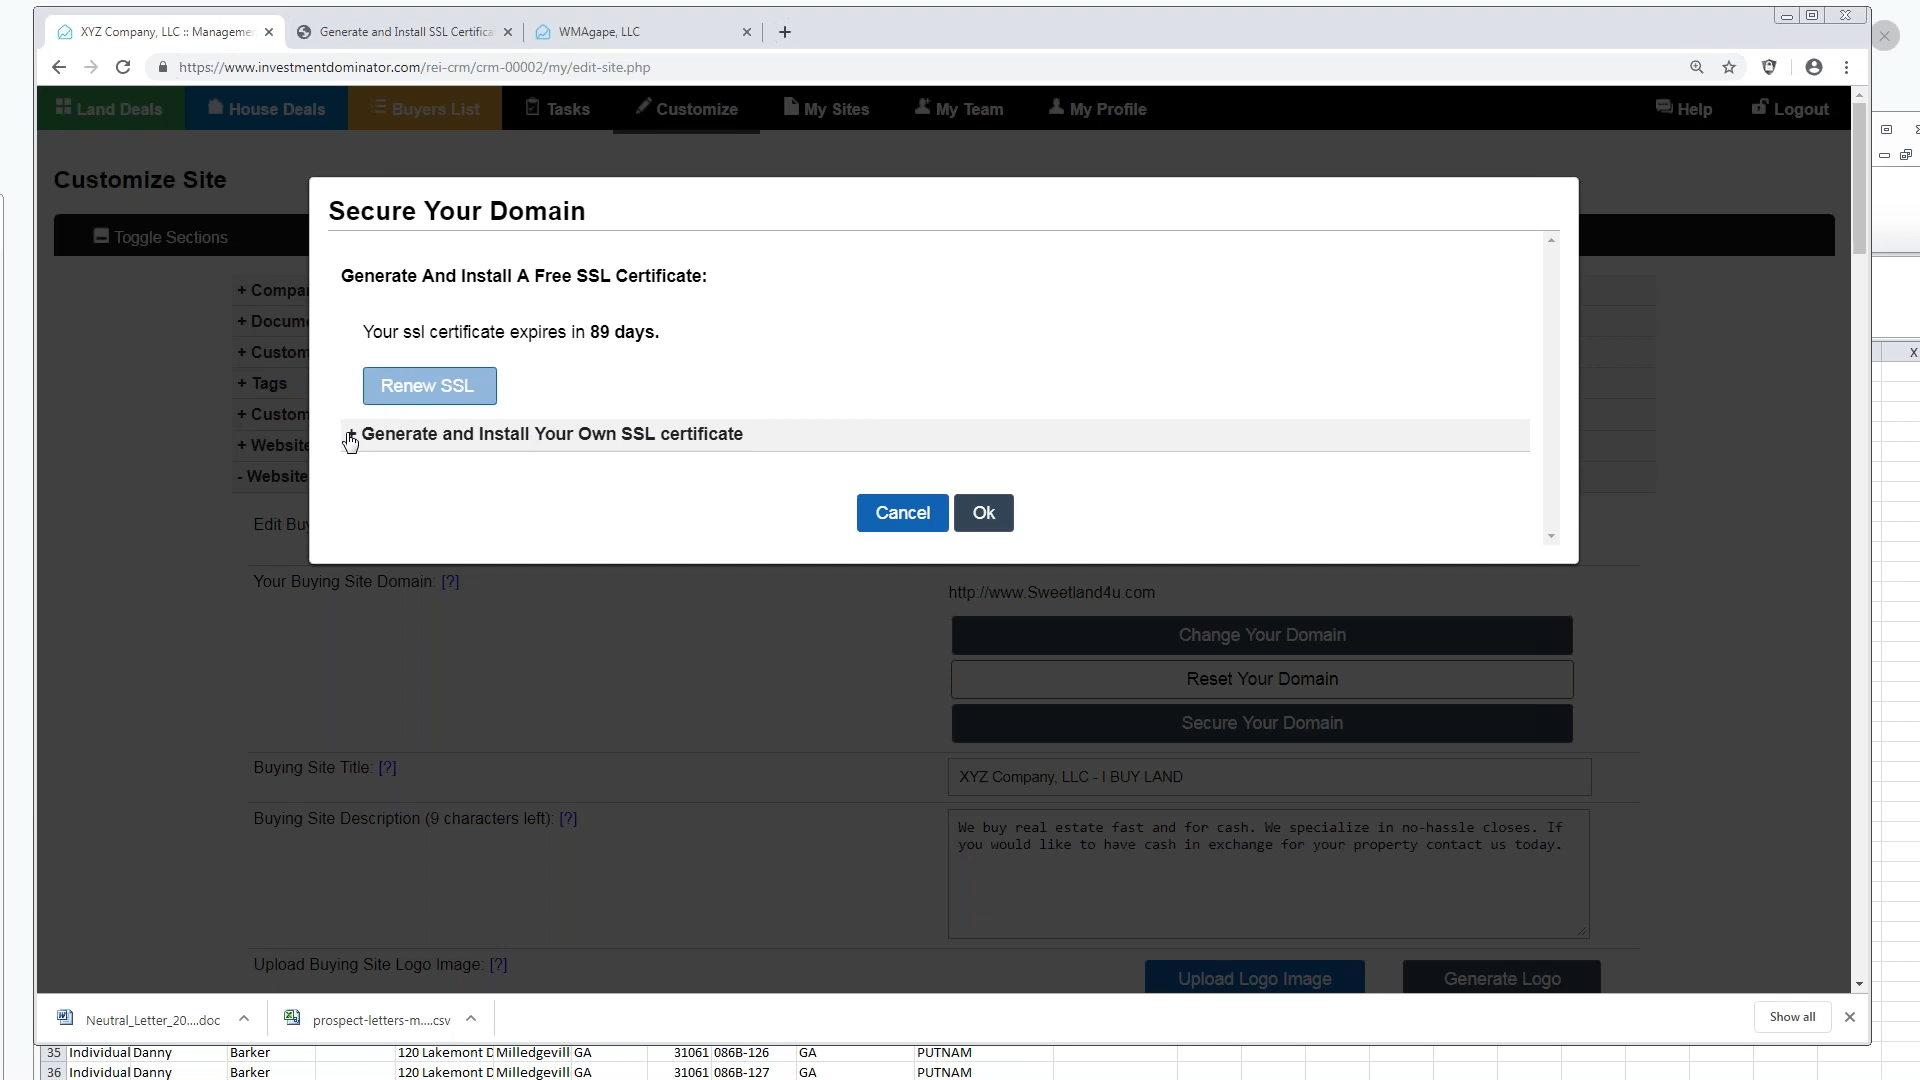 XYZ Company, LLC :: Manageme
Generate and Install SSL Certifica
WMAgape, LLC
https://www.investmentdominator.com/rei-crm/crm-00002/my/edit-site.php
Land Deals
House Deals
Buyers List
Tasks
Customize
My Sites
My Team
My Profile
Help
Logout
Customize Site
Toggle Sections
Secure Your Domain
Generate And Install A Free SSL Certificate:
Your ssl certificate expires in 89 days.
Renew SSL
+ Generate and Install Your Own SSL certificate
Cancel
Ok
+ Compa
+ Docum
+ Custom
+ Tags
+ Custom
+ Website
- Website
Edit Buy
Your Buying Site Domain: [?]
http://www.Sweetland4u.com
Change Your Domain
Reset Your Domain
Secure Your Domain
Buying Site Title: [?]
XYZ Company, LLC - I BUY LAND
Buying Site Description (9 characters left): [?]
We buy real estate fast and for cash. We specialize in no-hassle closes. If
you would like to have cash in exchange for your property contact us today.
Upload Buying Site Logo Image: [?]
Upload Logo Image
Generate Logo
X
Neutral_Letter_20....doc
prospect-letters-m....csv
Show all
35 Individual Danny Barker 120 Lakemont D Milledgevill GA 31061 086B-126 GA PUTNAM
36 Individual Danny Barker 120 Lakemont D Milledgevill GA 31061 086B-127 GA PUTNAM